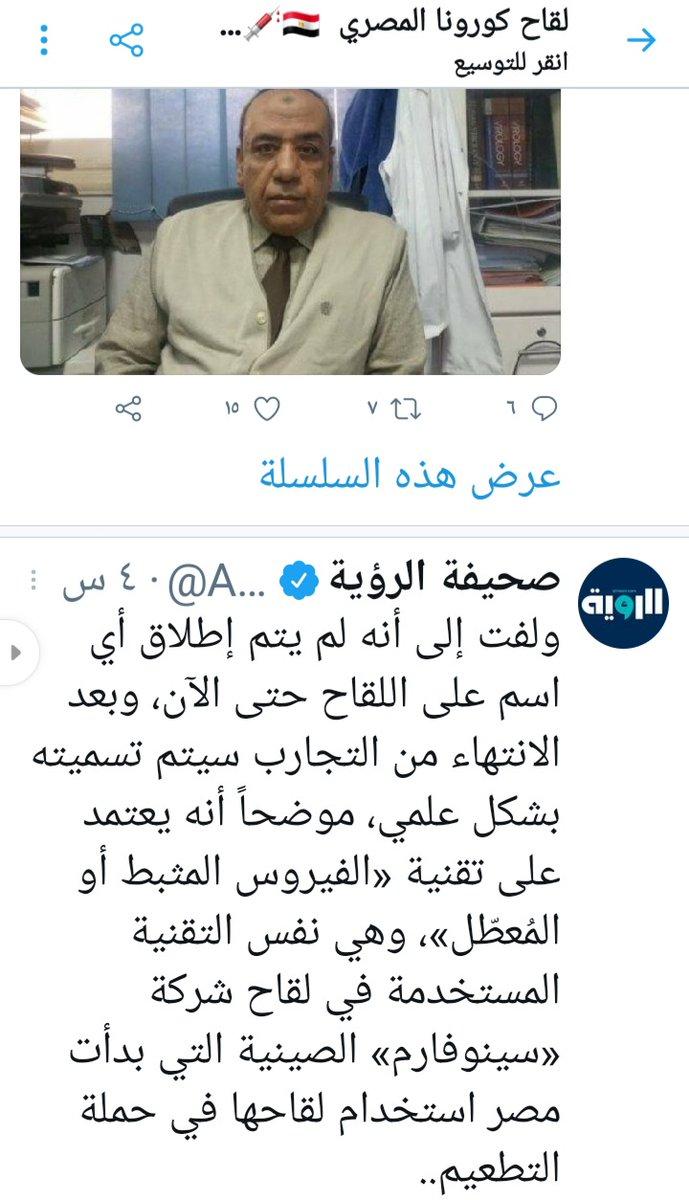 لقاح كورونا المصري 🇪🇬💉...
انقر للتوسيع
VIROLOGY
VIROLOGY
٦
٧
١٥
عرض هذه السلسلة
صحيفة الرؤية @A... · ٤ س
الرؤية
ولفت إلى أنه لم يتم إطلاق أي
اسم على اللقاح حتى الآن، وبعد
الانتهاء من التجارب سيتم تسميته
بشكل علمي، موضحاً أنه يعتمد
على تقنية «الفيروس المثبط أو
المُعطّل»، وهي نفس التقنية
المستخدمة في لقاح شركة
«سينوفارم» الصينية التي بدأت
مصر استخدام لقاحها في حملة
التطعيم..